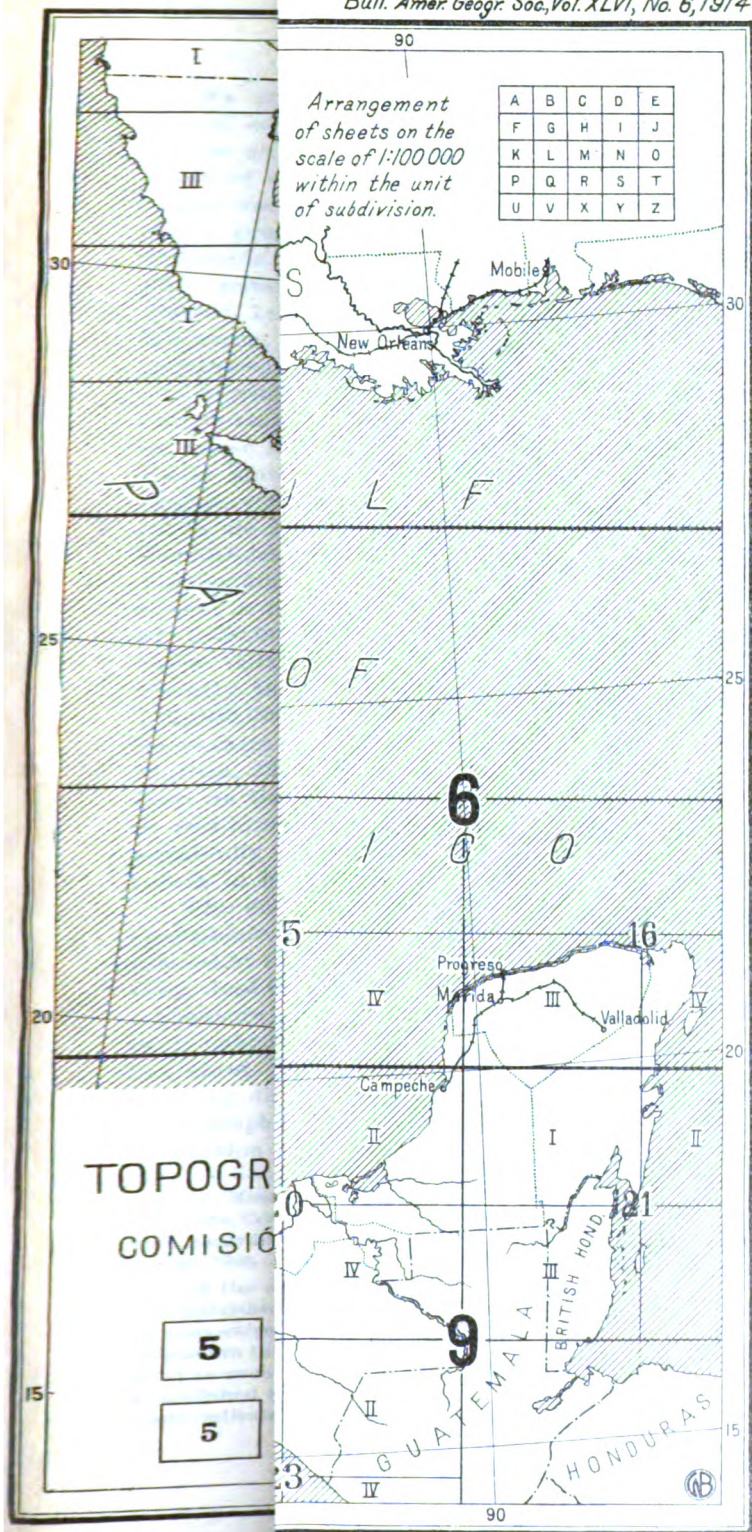 Bull. Amer. Geogr. Soc., Vol. XLVI, No. 6, 1914
90
Arrangement
of sheets on the
scale of 1:100 000
within the unit
of subdivision.
A B C D E
F G H I J
K L M N O
P Q R S T
U V X Y Z
I
III
30
I
III
P
A
25
20
TOPOGR
COMISIÓ
5
5
15
S
Mobile
New Orleans
30
L F
OF
25
6
I C O
5
16
Progreso
IV
Merida
III
IV
Valladolid
20
Campeche
II
I
II
0
21
IV
III
BRITISH HOND.
9
II
GUATEMALA
HONDURAS
15
3
IV
90